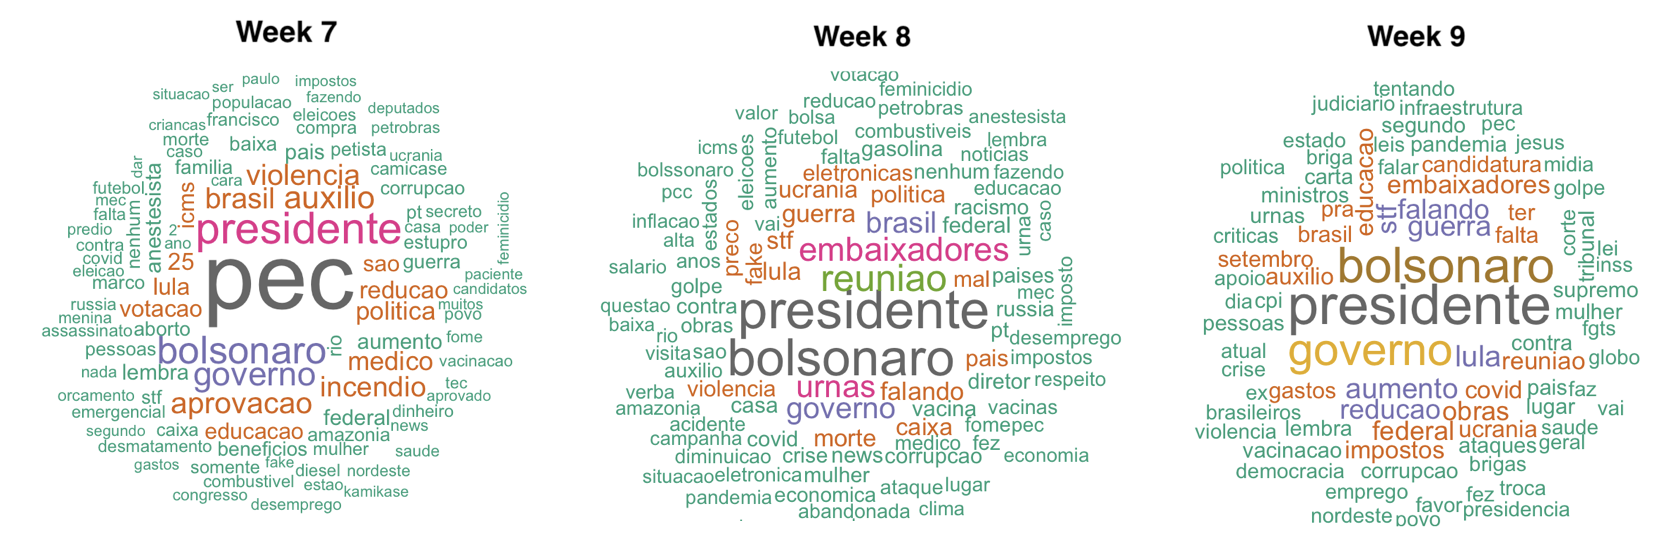 Week 7
paulo impostos
situacao ser fazendo
populacao deputados
criancas francisco eleicoes
compra petrobras
morte baixa pais petista ucrania
caso familia violencia camicase
dar cara corrupcao
futebol brasil auxilio
mec nenhum anestesista icms pt secreto
falta presidente casa poder feminicidio
predio 2 estupro
contra ano
covid 25 pec sao guerra
eleicao paciente
marco lula reducao candidatos
russia votacao politica muitos
menina povo
assassinato aborto
pessoas bolsonaro rio aumento fome
nada lembra governo medico vacinacao
orcamento stf incendio tec
emergencial aprovacao federal aprovado
dinheiro
segundo caixa educacao amazonia news
desmatamento beneficios mulher saude
gastos somente fake diesel nordeste
combustivel estao kamikase
congresso desemprego
Week 8
votacao
feminicidio
valor reducao petrobras
bolsa anestesista
icms eleicoes aumento futebol combustiveis lembra
falta gasolina noticias
bolssonaro eletronicas nenhum fazendo
pcc estados ucrania politica educacao
inflacao vai guerra brasil racismo
federal urnao caso
alta preco fake stf embaixadores
salario anos lula reuniao mal paises
golpe mec imposto
questao contra presidente russia
baixa rio obras pt desemprego
visita sao bolsonaro pais impostos
auxilio
verba violencia urnas falando diretor respeito
amazonia casa governo vacina vacinas
acidente caixa fomepec
campanha covid morte medico fez
diminuicao crise news corrupcao economia
situacao eletronica mulher
pandemia economica ataque lugar
abandonada clima
Week 9
tentando
judiciario infraestrutura
segundo pec
estado educacao leis pandemia jesus
briga falar candidatura midia
politica carta embaixadores golpe
ministros stf falando
urnas pra guerra ter corte tribunal
criticas brasil falta
setembro bolsonaro lei
apoio auxilio inss
dia cpi presidente supremo
pessoas mulher
fgts
atual governo lula reuniao contra globo
crise
ex gastos aumento covid pais faz
brasileiros reducao obras lugar vai
violencia lembra federal ucrania saude
vacinacao impostos ataques geral
democracia corrupcao brigas
emprego fez troca
nordeste povo favor presidencia